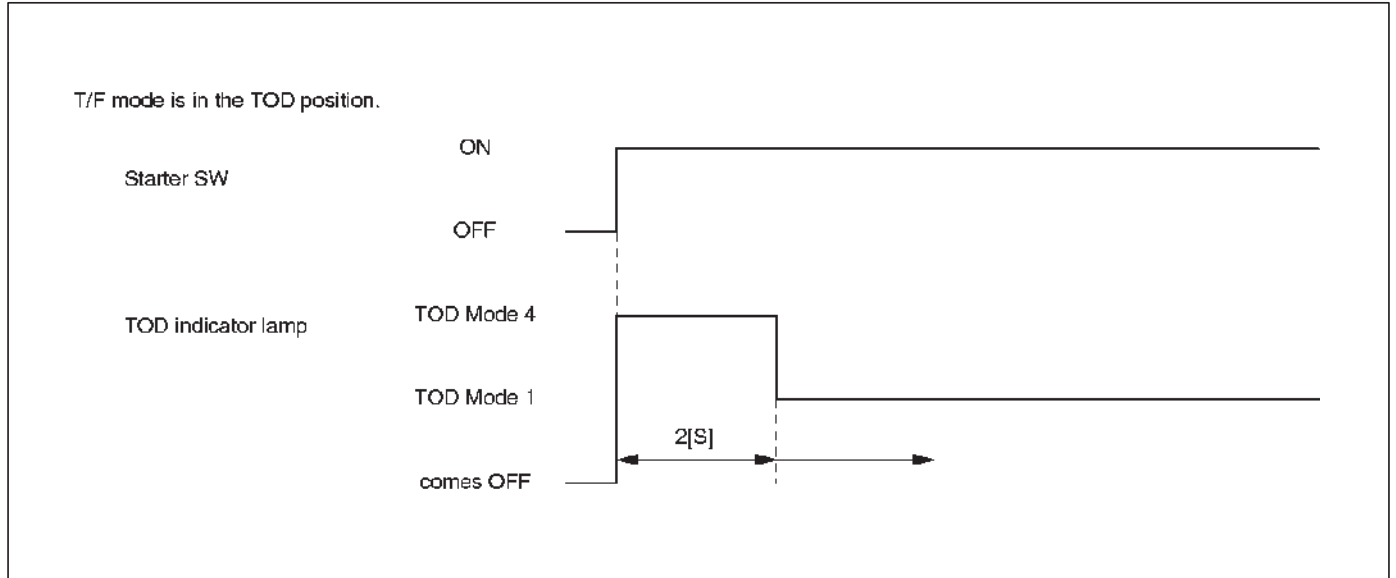 T/F mode is in the TOD position.
ON
Starter SW
OFF
TOD Mode 4
TOD indicator lamp
TOD Mode 1
2[S]
comes OFF